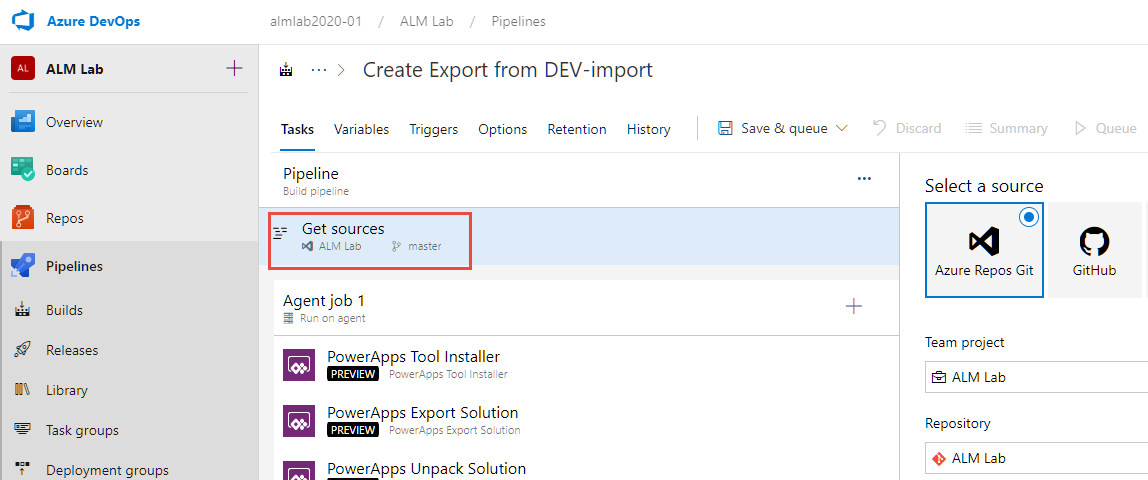 Azure DevOps
almlab2020-01 / ALM Lab / Pipelines
AL ALM Lab
Overview
Boards
Repos
Pipelines
Builds
Releases
Library
Task groups
Deployment groups
··· Create Export from DEV-import
Tasks Variables Triggers Options Retention History Save & queue Discard Summary Queue
Pipeline
Build pipeline
Get sources
ALM Lab master
Agent job 1
Run on agent
PowerApps Tool Installer
PREVIEW PowerApps Tool Installer
PowerApps Export Solution
PREVIEW PowerApps Export Solution
PowerApps Unpack Solution
Select a source
Azure Repos Git
GitHub
Team project
ALM Lab
Repository
ALM Lab